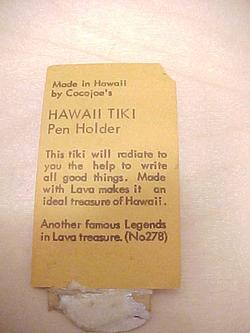 Made in Hawaii
by Cocojoe's
HAWAII TIKI
Pen Holder
This tiki will radiate to
you the help to write
all good things. Made
with Lava makes it an
ideal treasure of Hawaii.
Another famous Legends
in Lava treasure. (No278)